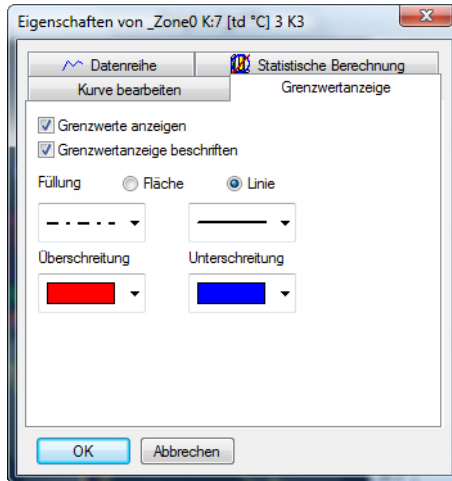 Eigenschaften von _Zone0 K:7 [td °C] 3 K3
Datenreihe
Statistische Berechnung
Kurve bearbeiten
Grenzwertanzeige
Grenzwerte anzeigen
Grenzwertanzeige beschriften
Füllung
Fläche
Linie
Überschreitung
Unterschreitung
OK
Abbrechen